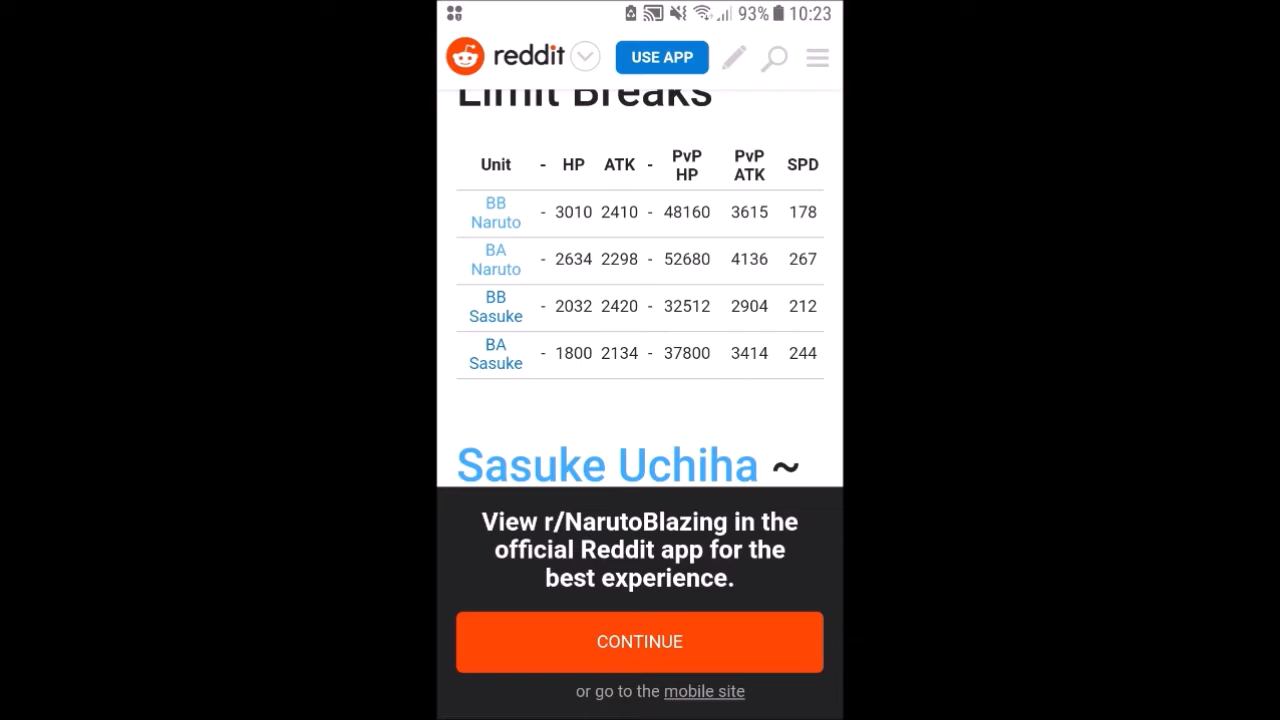 93% 10:23
reddit USE APP
Limit Breaks
Unit - HP ATK - PvP HP PvP ATK SPD
BB Naruto - 3010 2410 - 48160 3615 178
BA Naruto - 2634 2298 - 52680 4136 267
BB Sasuke - 2032 2420 - 32512 2904 212
BA Sasuke - 1800 2134 - 37800 3414 244
Sasuke Uchiha ~
View r/NarutoBlazing in the
official Reddit app for the
best experience.
CONTINUE
or go to the mobile site